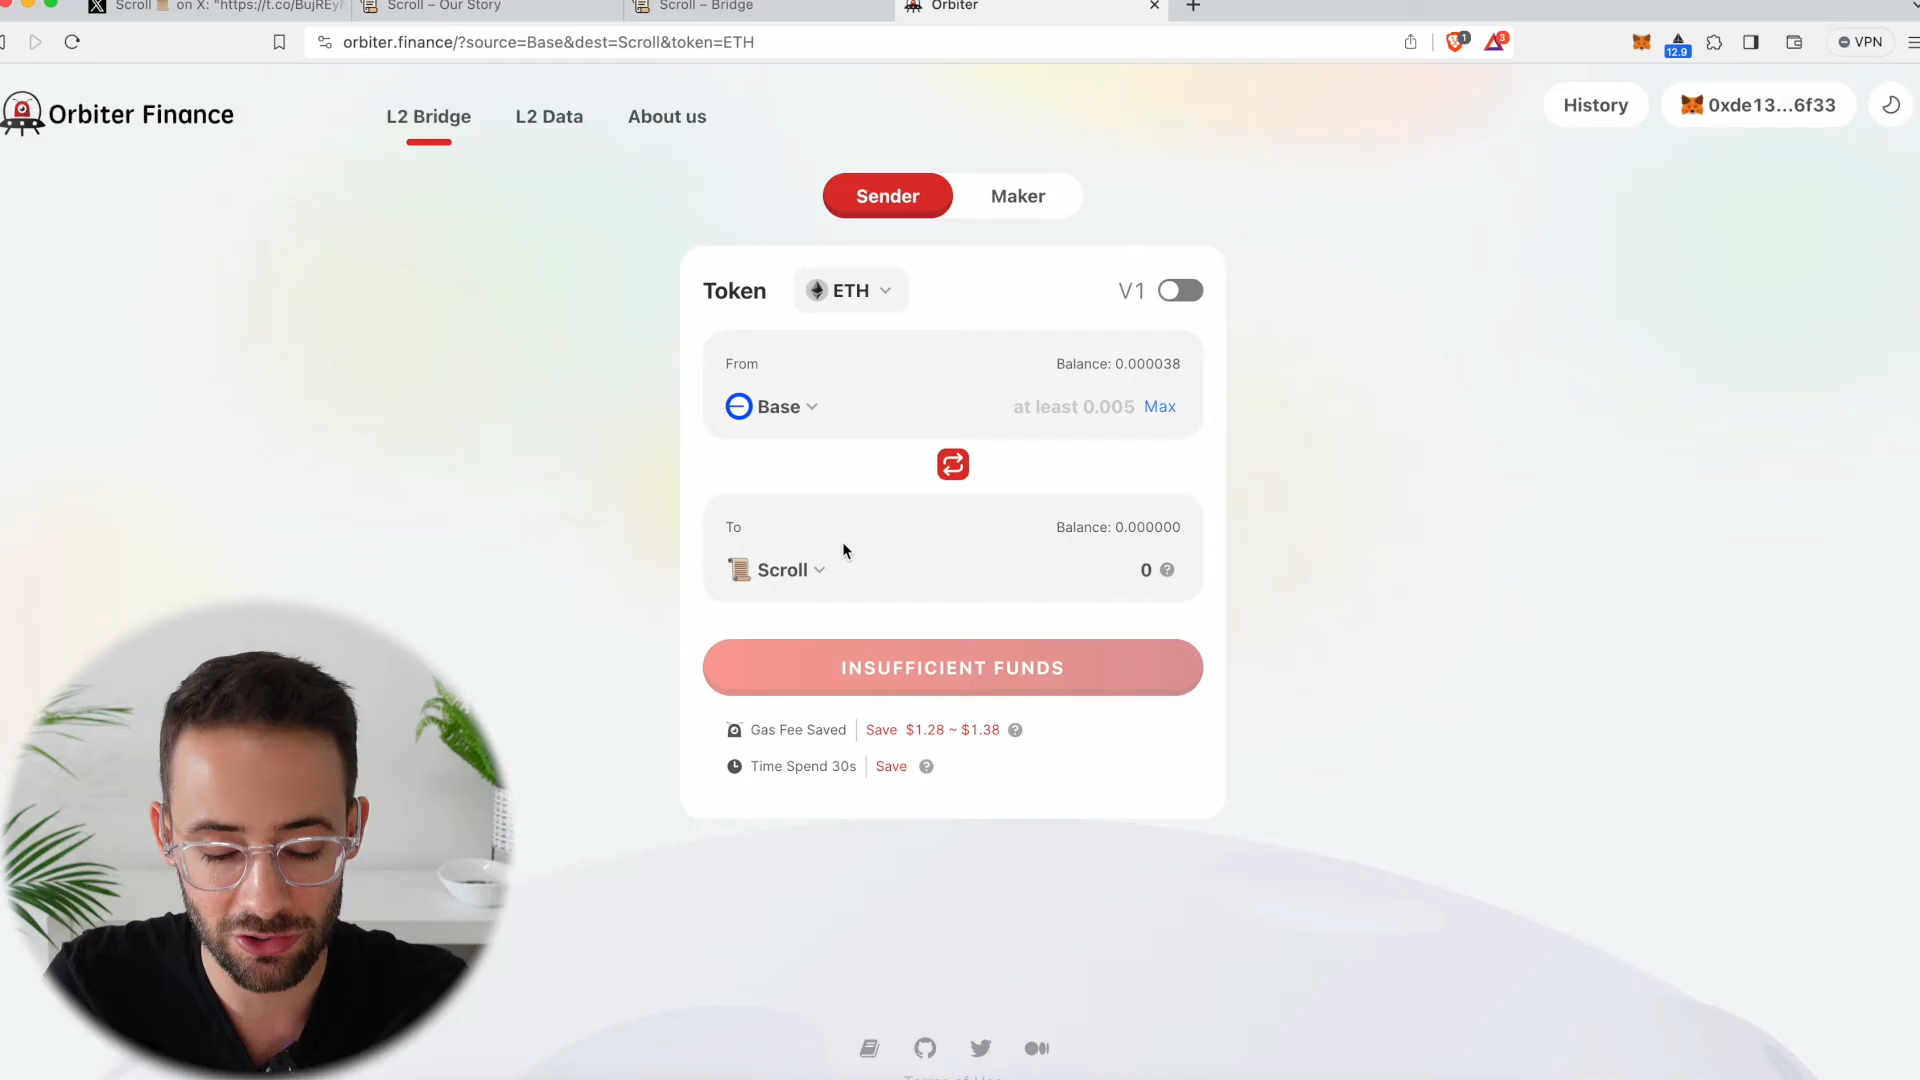 Scroll on X: "https://t.co/BujREyI
Scroll – Our Story
Scroll – Bridge
Orbiter
orbiter.finance/?source=Base&dest=Scroll&token=ETH
1
3
12.9
VPN
Orbiter Finance
L2 Bridge
L2 Data
About us
History
0xde13...6f33
Sender
Maker
Token
ETH
V1
From
Balance: 0.000038
Base
at least 0.005 Max
To
Balance: 0.000000
Scroll
0
INSUFFICIENT FUNDS
Gas Fee Saved
Save $1.28 ~ $1.38
Time Spend 30s
Save